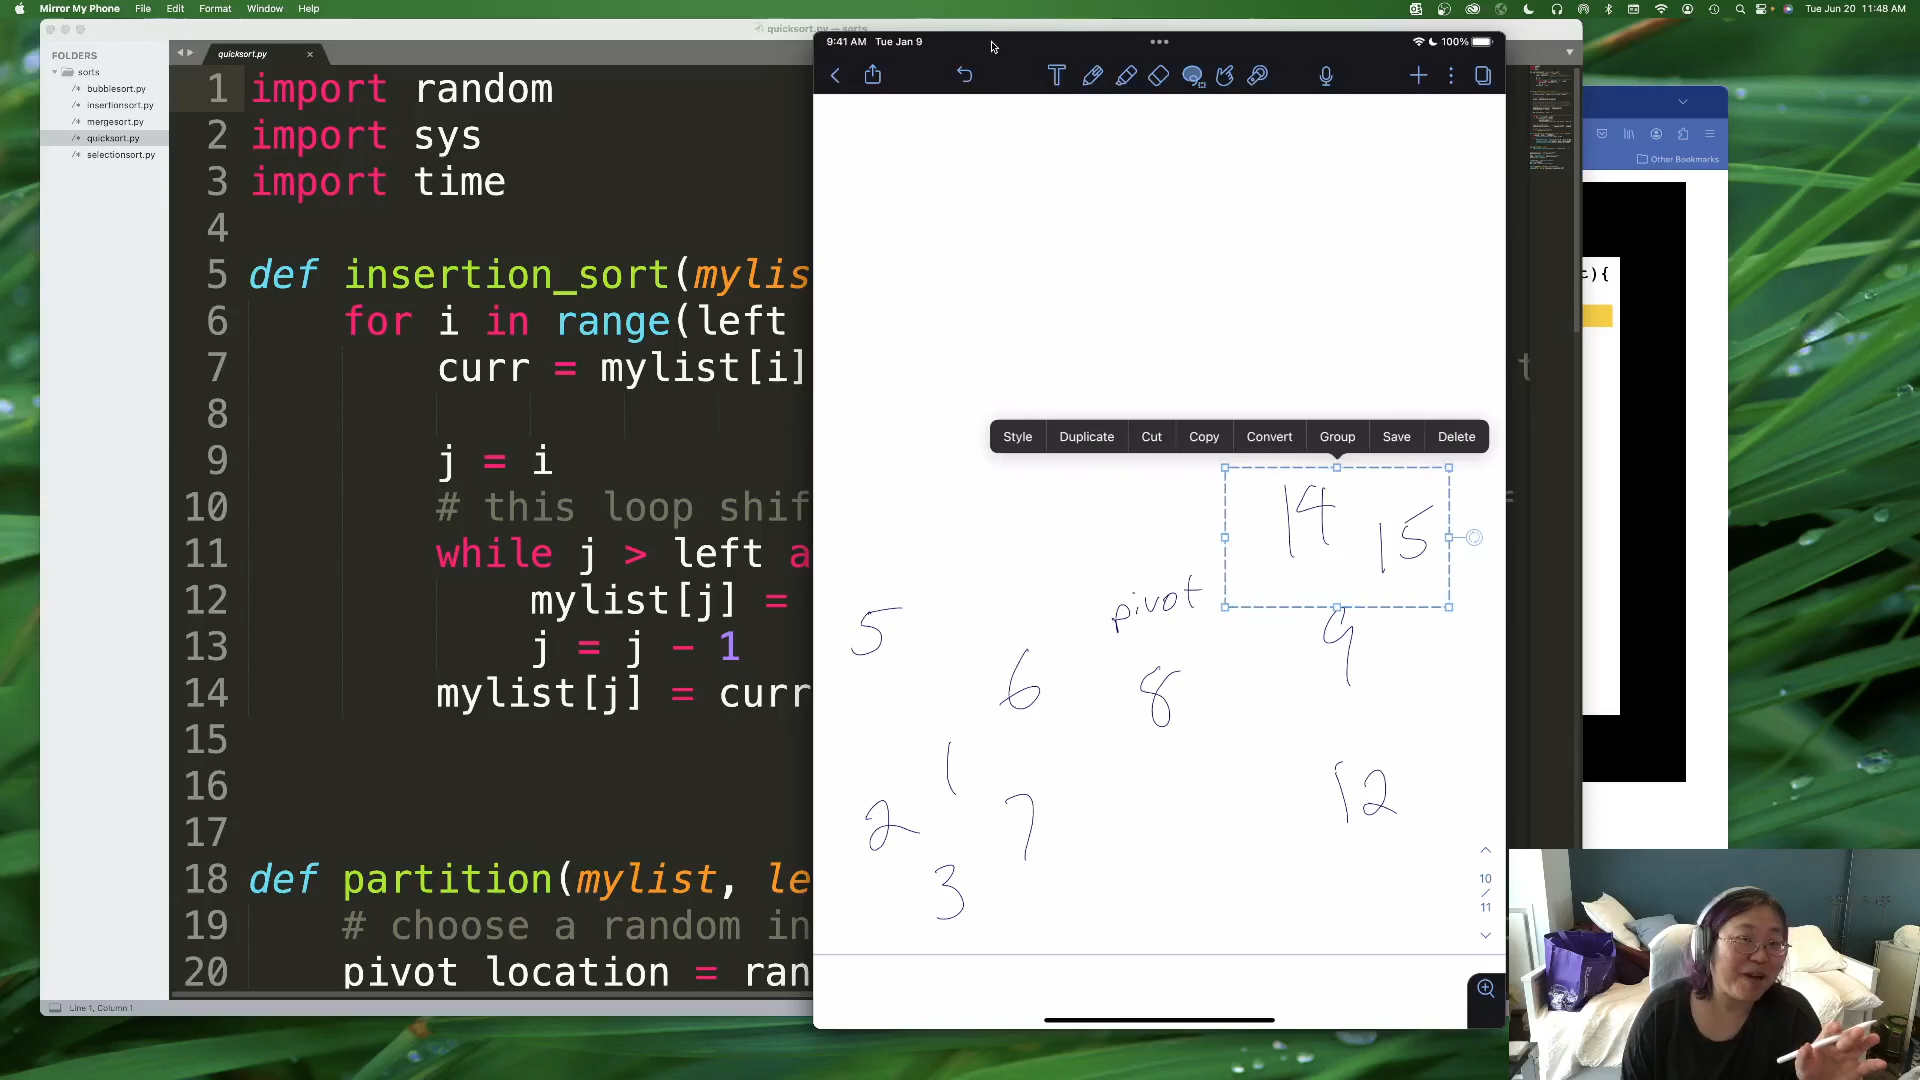 Mirror My Phone File Edit Format Window Help
Tue Jun 20 11:48 AM
quicksort.py — sorts
FOLDERS
sorts
/* bubblesort.py
/* insertionsort.py
/* mergesort.py
/* quicksort.py
/* selectionsort.py
quicksort.py ×
1 import random
2 import sys
3 import time
4
5 def insertion_sort(mylis
6 for i in range(left
7 curr = mylist[i]
8
9 j = i
10 # this loop shif
11 while j > left a
12 mylist[j] =
13 j = j - 1
14 mylist[j] = curr
15
16
17
18 def partition(mylist, le
19 # choose a random in
20 pivot location = ran
Line 1, Column 1
9:41 AM Tue Jan 9
100%
Style Duplicate Cut Copy Convert Group Save Delete
14 15
pivot
5 9
6 8
1
12
2 7
3
10
/
11
Other Bookmarks
){
t